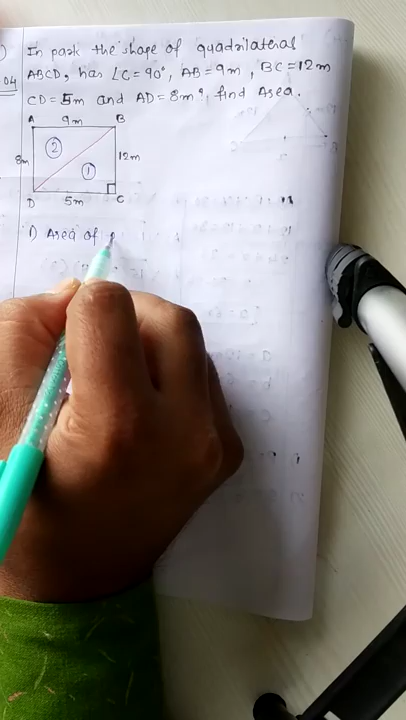 In park the shape of quadrilateral
04 ABCD, has ∠C = 90°, AB = 9m, BC = 12m
CD = 5m and AD = 8m?, find Area.
A 9m B
8m 2 1 12m
D 5m C
1) Area of